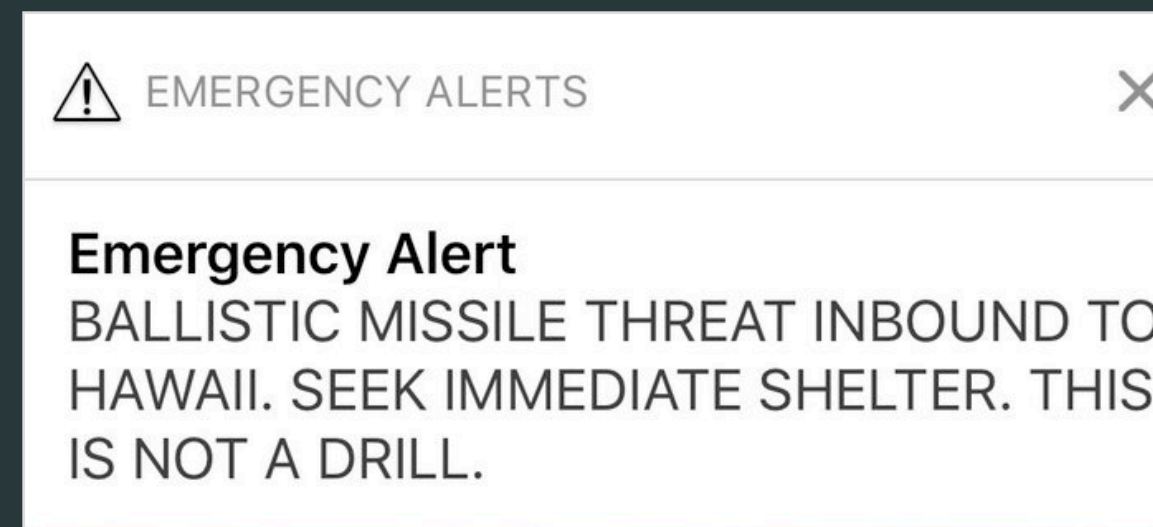 EMERGENCY ALERTS
Emergency Alert
BALLISTIC MISSILE THREAT INBOUND TO
HAWAII. SEEK IMMEDIATE SHELTER. THIS
IS NOT A DRILL.